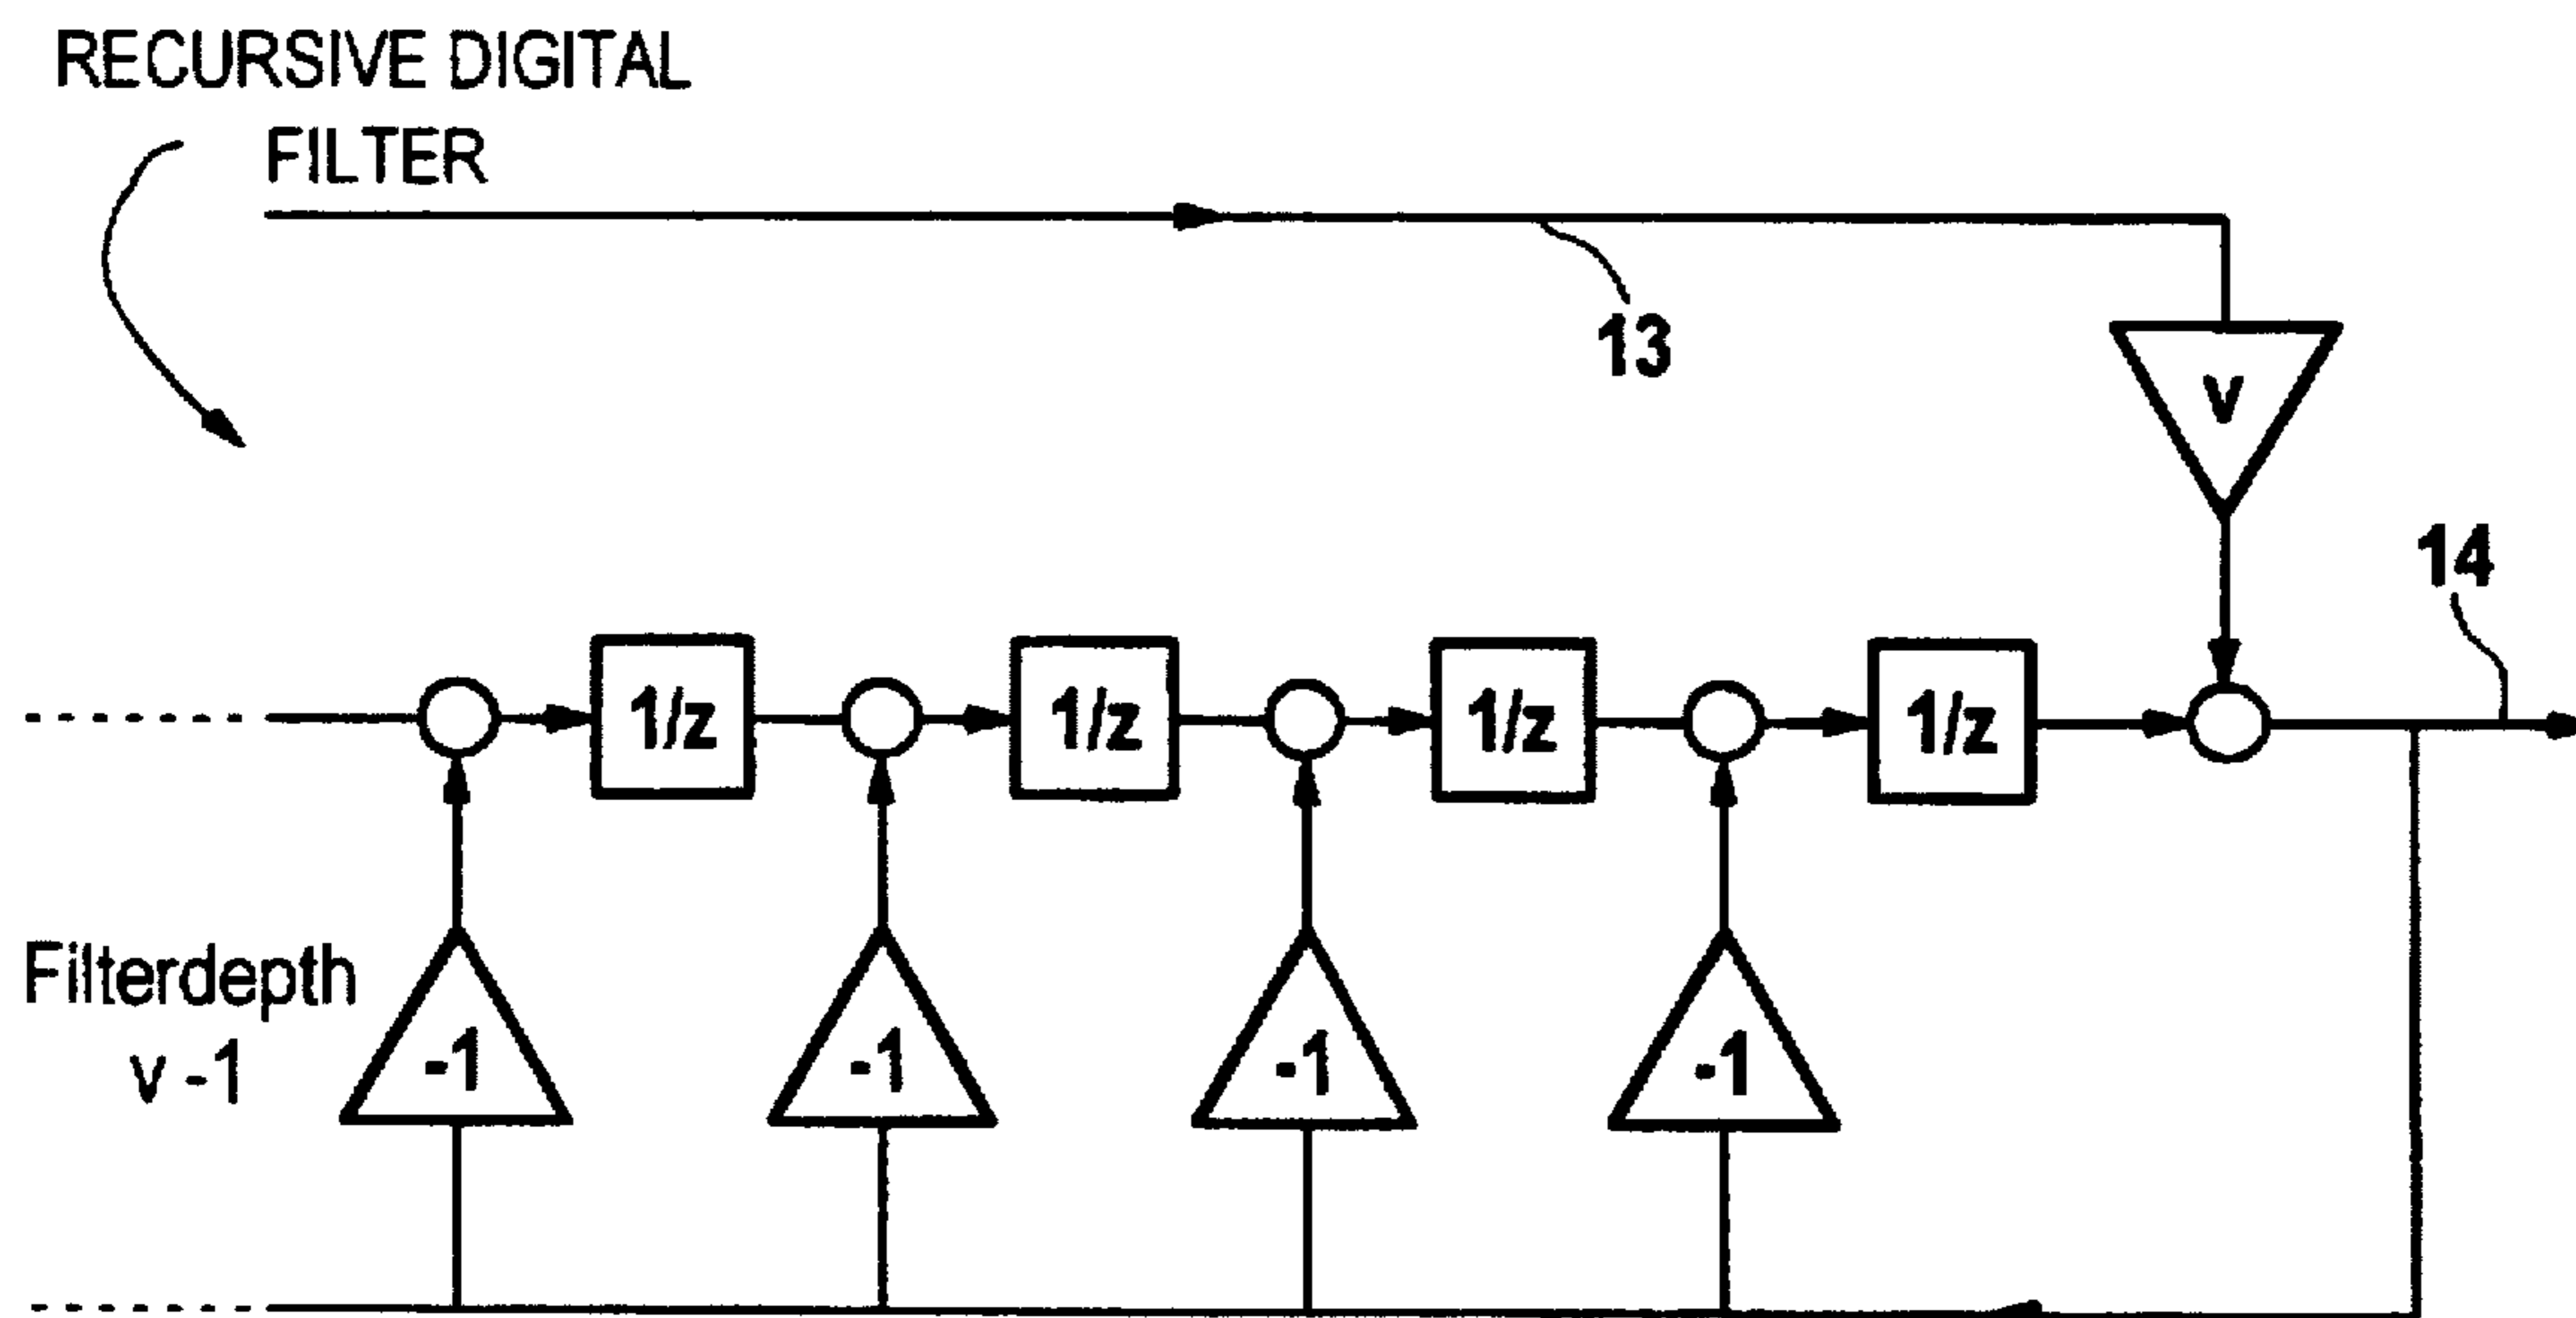 RECURSIVE DIGITAL
FILTER
13
v
14
1/z 1/z 1/z 1/z
Filterdepth
v -1
-1 -1 -1 -1